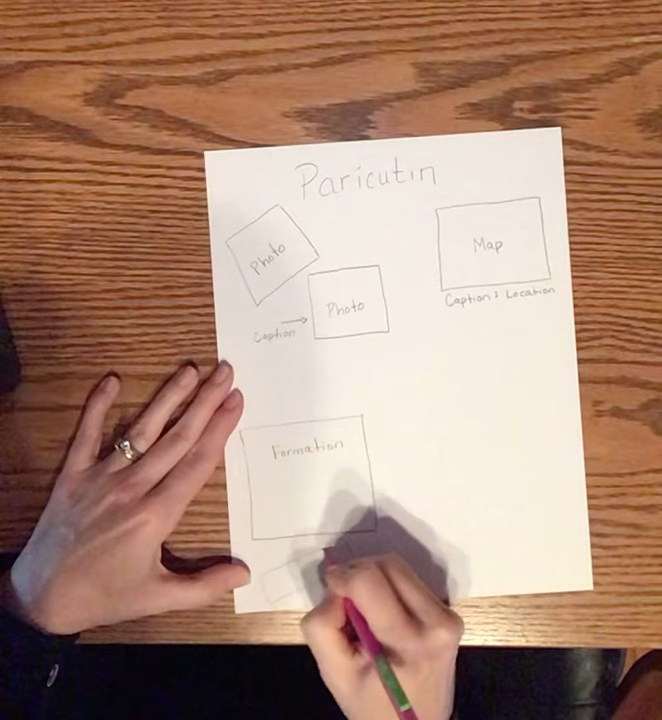 Paricutin
Photo
Photo
Caption
Map
Caption & Location
Formation